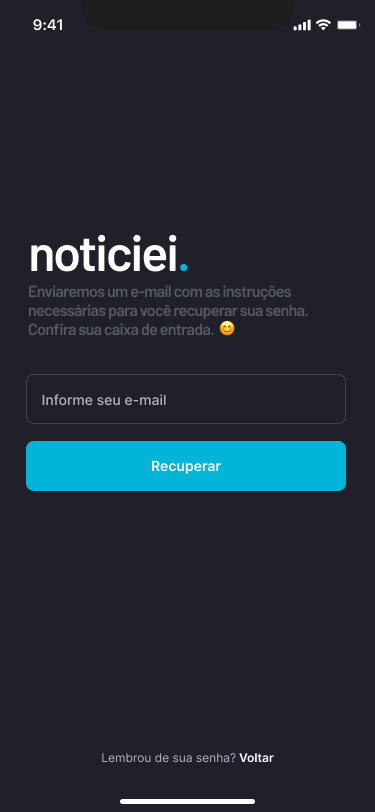 9:41
noticiei.
Enviaremos um e-mail com as instruções
necessárias para você recuperar sua senha.
Confira sua caixa de entrada. 😊
Informe seu e-mail
Recuperar
Lembrou de sua senha? Voltar